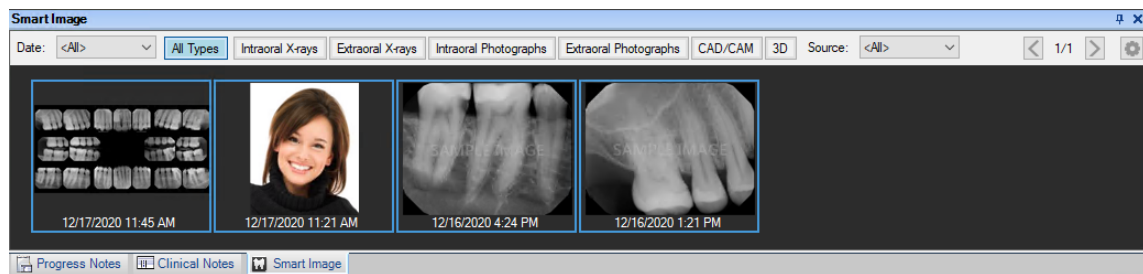 Smart Image
Date: <All> All Types Intraoral X-rays Extraoral X-rays Intraoral Photographs Extraoral Photographs CAD/CAM 3D Source: <All> 1/1
SAMPLE IMAGE SAMPLE IMAGE
12/17/2020 11:45 AM 12/17/2020 11:21 AM 12/16/2020 4:24 PM 12/16/2020 1:21 PM
Progress Notes Clinical Notes Smart Image